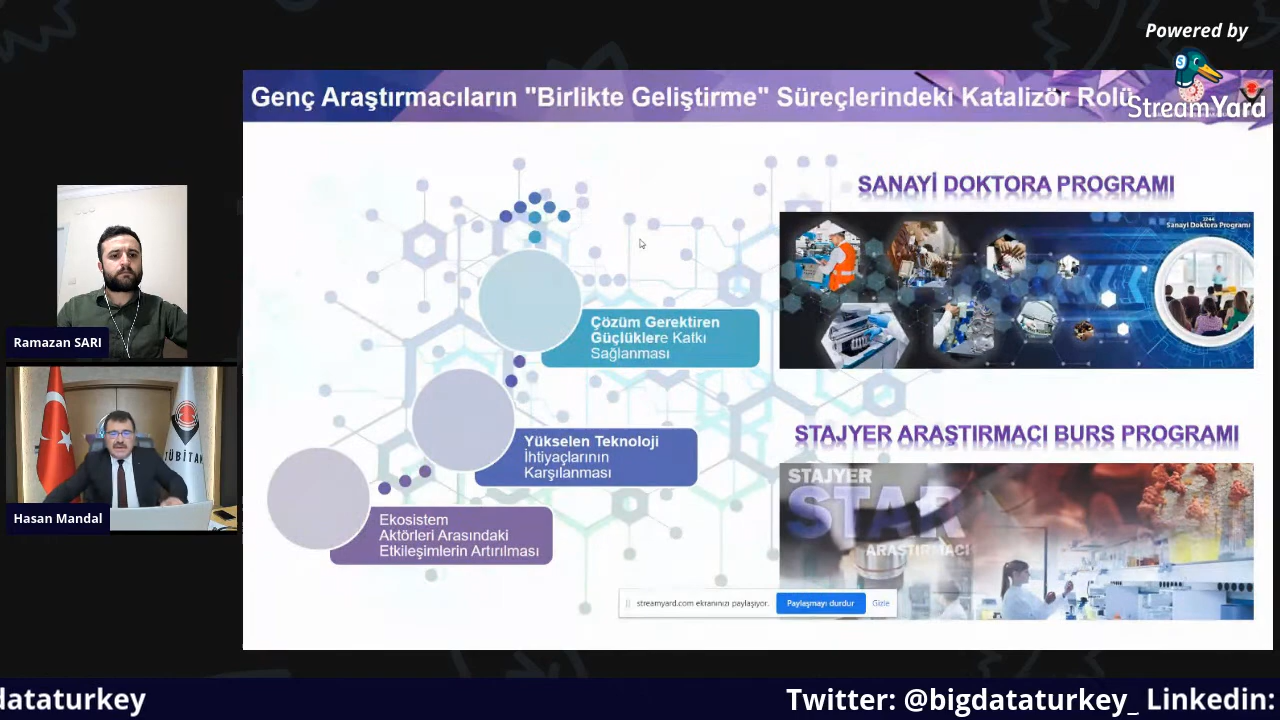 Powered by
StreamYard
Genç Araştırmacıların "Birlikte Geliştirme" Süreçlerindeki Katalizör Rolü
SANAYİ DOKTORA PROGRAMI
2244
Sanayi Doktora Programı
Çözüm Gerektiren
Güçlüklere Katkı
Sağlanması
Yükselen Teknoloji
İhtiyaçlarının
Karşılanması
Ekosistem
Aktörleri Arasındaki
Etkileşimlerin Artırılması
STAJYER ARAŞTIRMACI BURS PROGRAMI
STAJYER
STAR
ARAŞTIRMACI
streamyard.com ekranınızı paylaşıyor.
Paylaşmayı durdur
Gizle
Ramazan SARI
TÜBİTAK
Hasan Mandal
dataturkey
Twitter: @bigdataturkey_ Linkedin: